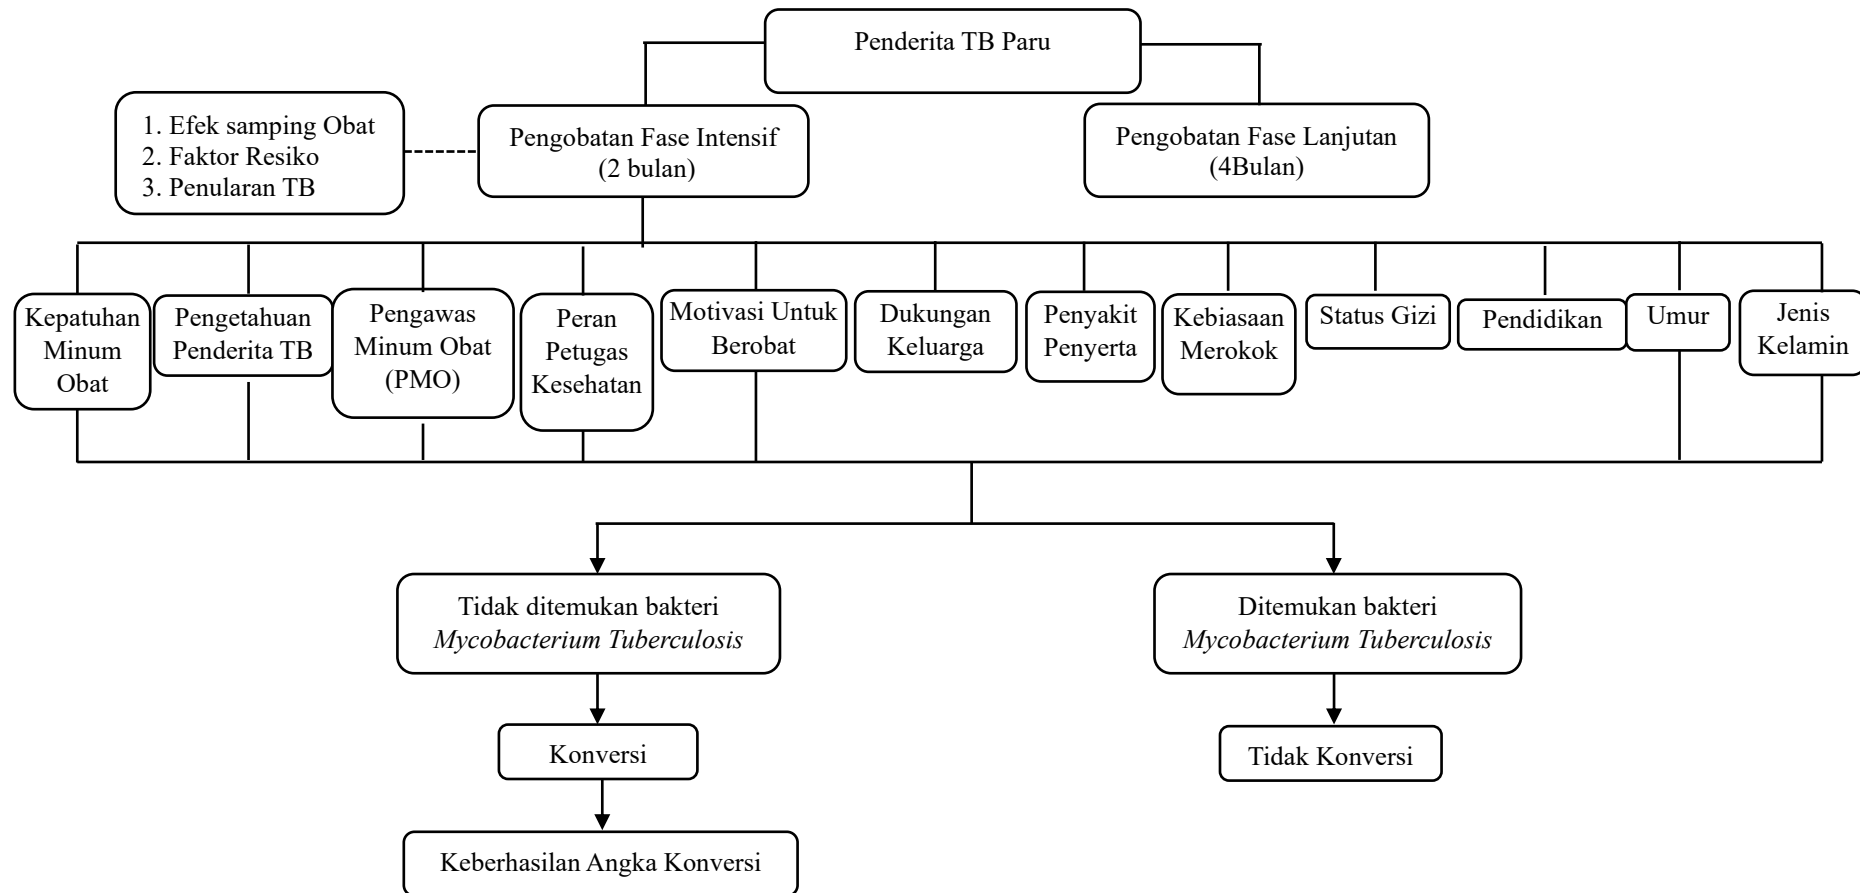 Penderita TB Paru
1. Efek samping Obat
2. Faktor Resiko
3. Penularan TB
Pengobatan Fase Intensif
(2 bulan)
Pengobatan Fase Lanjutan
(4Bulan)
Kepatuhan
Minum
Obat
Pengetahuan
Penderita TB
Pengawas
Minum Obat
(PMO)
Peran
Petugas
Kesehatan
Motivasi Untuk
Berobat
Dukungan
Keluarga
Penyakit
Penyerta
Kebiasaan
Merokok
Status Gizi
Pendidikan
Umur
Jenis
Kelamin
Tidak ditemukan bakteri
Mycobacterium Tuberculosis
Ditemukan bakteri
Mycobacterium Tuberculosis
Konversi
Tidak Konversi
Keberhasilan Angka Konversi